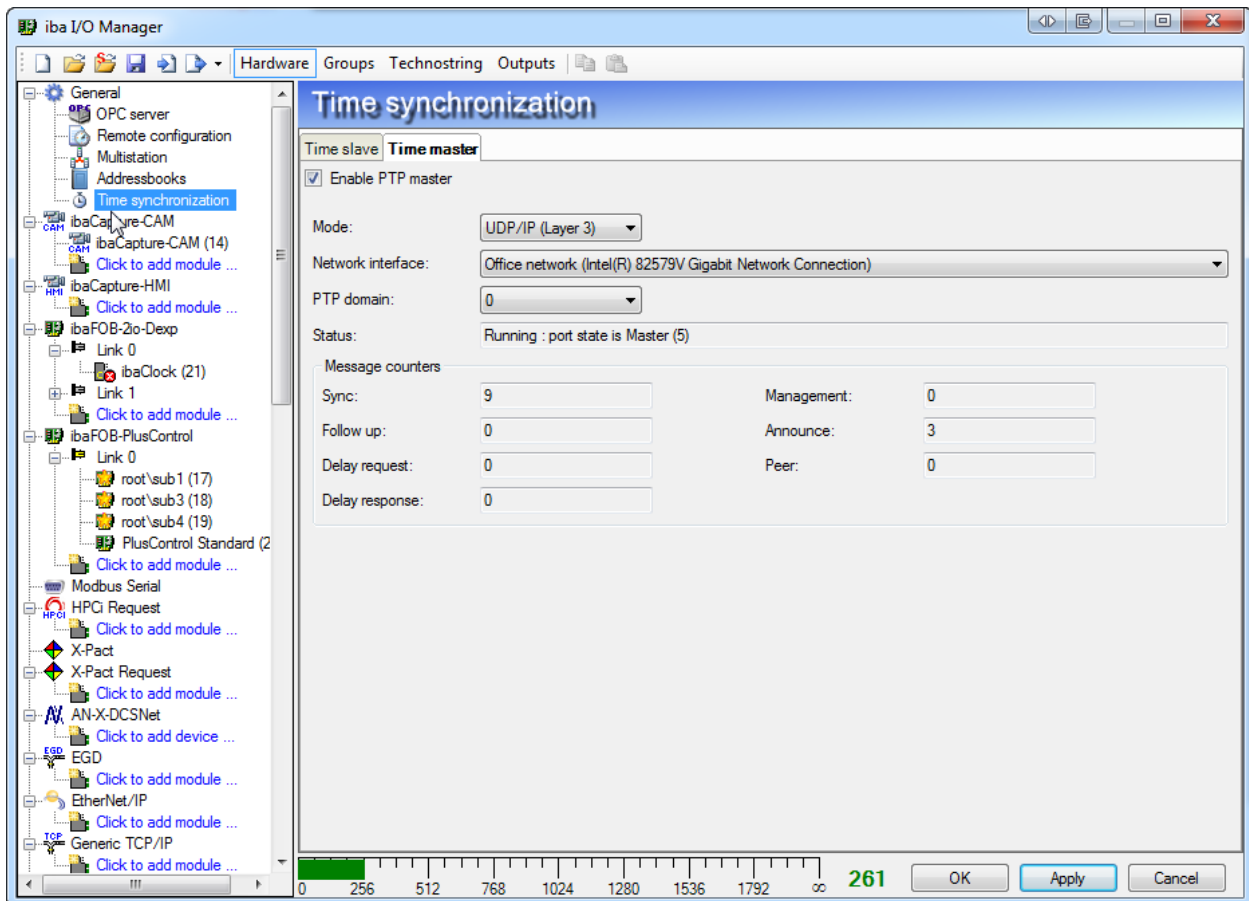 iba I/O Manager
Hardware Groups Technostring Outputs
General
OPC server
Remote configuration
Multistation
Addressbooks
Time synchronization
ibaCapture-CAM
ibaCapture-CAM (14)
Click to add module ...
ibaCapture-HMI
Click to add module ...
ibaFOB-2io-Dexp
Link 0
ibaClock (21)
Link 1
Click to add module ...
ibaFOB-PlusControl
Link 0
root\sub1 (17)
root\sub3 (18)
root\sub4 (19)
PlusControl Standard (2
Click to add module ...
Modbus Serial
HPCi Request
Click to add module ...
X-Pact
X-Pact Request
Click to add module ...
AN-X-DCSNet
Click to add device ...
EGD
Click to add module ...
EtherNet/IP
Click to add module ...
Generic TCP/IP
Click to add module ...
Time synchronization
Time slave Time master
Enable PTP master
Mode: UDP/IP (Layer 3)
Network interface: Office network (Intel(R) 82579V Gigabit Network Connection)
PTP domain: 0
Status: Running : port state is Master (5)
Message counters
Sync: 9 Management: 0
Follow up: 0 Announce: 3
Delay request: 0 Peer: 0
Delay response: 0
0 256 512 768 1024 1280 1536 1792 ∞ 261 OK Apply Cancel